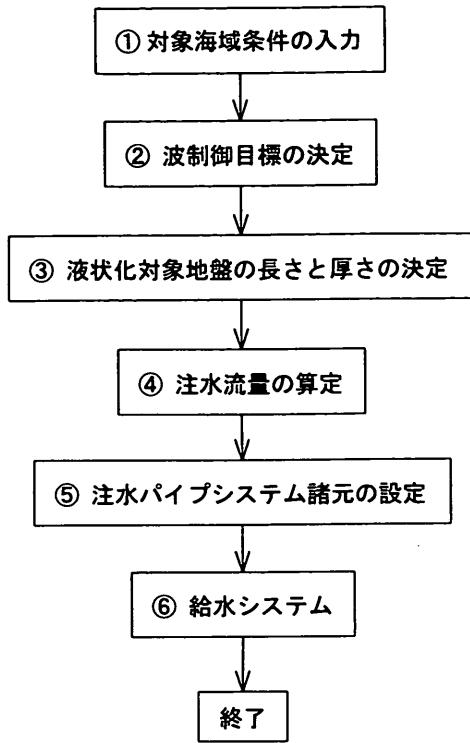 ① 対象海域条件の入力
② 波制御目標の決定
③ 液状化対象地盤の長さと厚さの決定
④ 注水流量の算定
⑤ 注水パイプシステム諸元の設定
⑥ 給水システム
終了